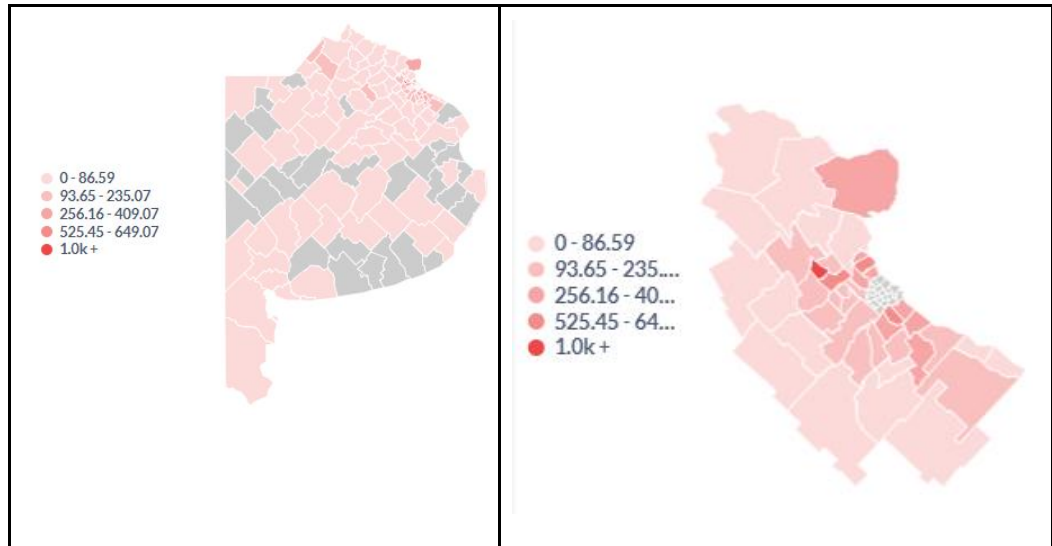 0 - 86.59
93.65 - 235.07
256.16 - 409.07
525.45 - 649.07
1.0k +
0 - 86.59
93.65 - 235....
256.16 - 40...
525.45 - 64...
1.0k +